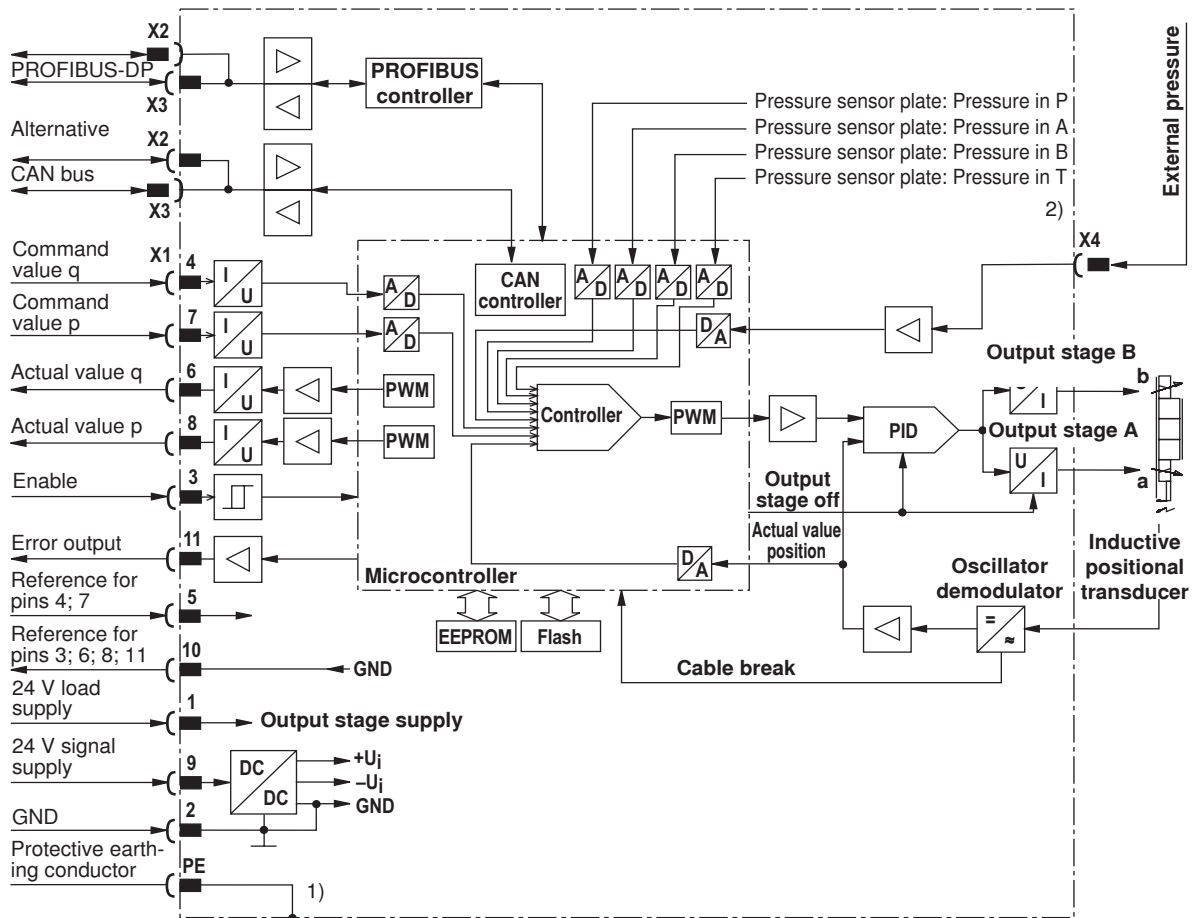 X2
PROFIBUS-DP
X3
PROFIBUS
controller
Alternative
X2
CAN bus
X3
Pressure sensor plate: Pressure in P
Pressure sensor plate: Pressure in A
Pressure sensor plate: Pressure in B
Pressure sensor plate: Pressure in T
2)
External pressure
X4
X1
Command
value q
4
I
U
A
D
CAN
controller
A
D
A
D
A
D
A
D
Command
value p
7
I
U
A
D
D
A
Actual value q
6
I
U
PWM
Actual value p
8
I
U
PWM
Controller
PWM
PID
Output stage B
b
I
Output stage A
U
I
a
Enable
3
Output
stage off
Actual value
position
Error output
11
D
A
Microcontroller
EEPROM
Flash
Oscillator
demodulator
=
≈
Inductive
positional
transducer
Cable break
Reference for
pins 4; 7
5
Reference for
pins 3; 6; 8; 11
10
GND
24 V load
supply
1
Output stage supply
24 V signal
supply
9
DC
DC
+Ui
–Ui
GND
GND
2
Protective earth-
ing conductor
PE
1)